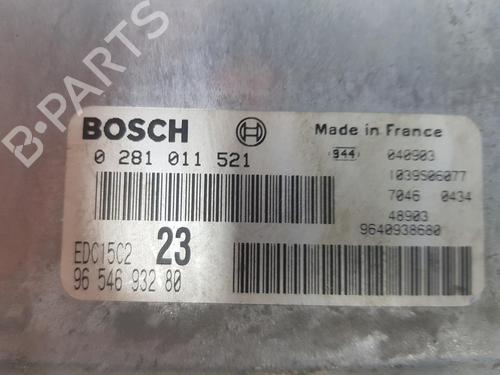 B-PARTS
BOSCH
Made in France
0 281 011 521
944 040903
1039S06077
7046 0434
48903
9640938680
EDC15C2 23
96 546 932 80